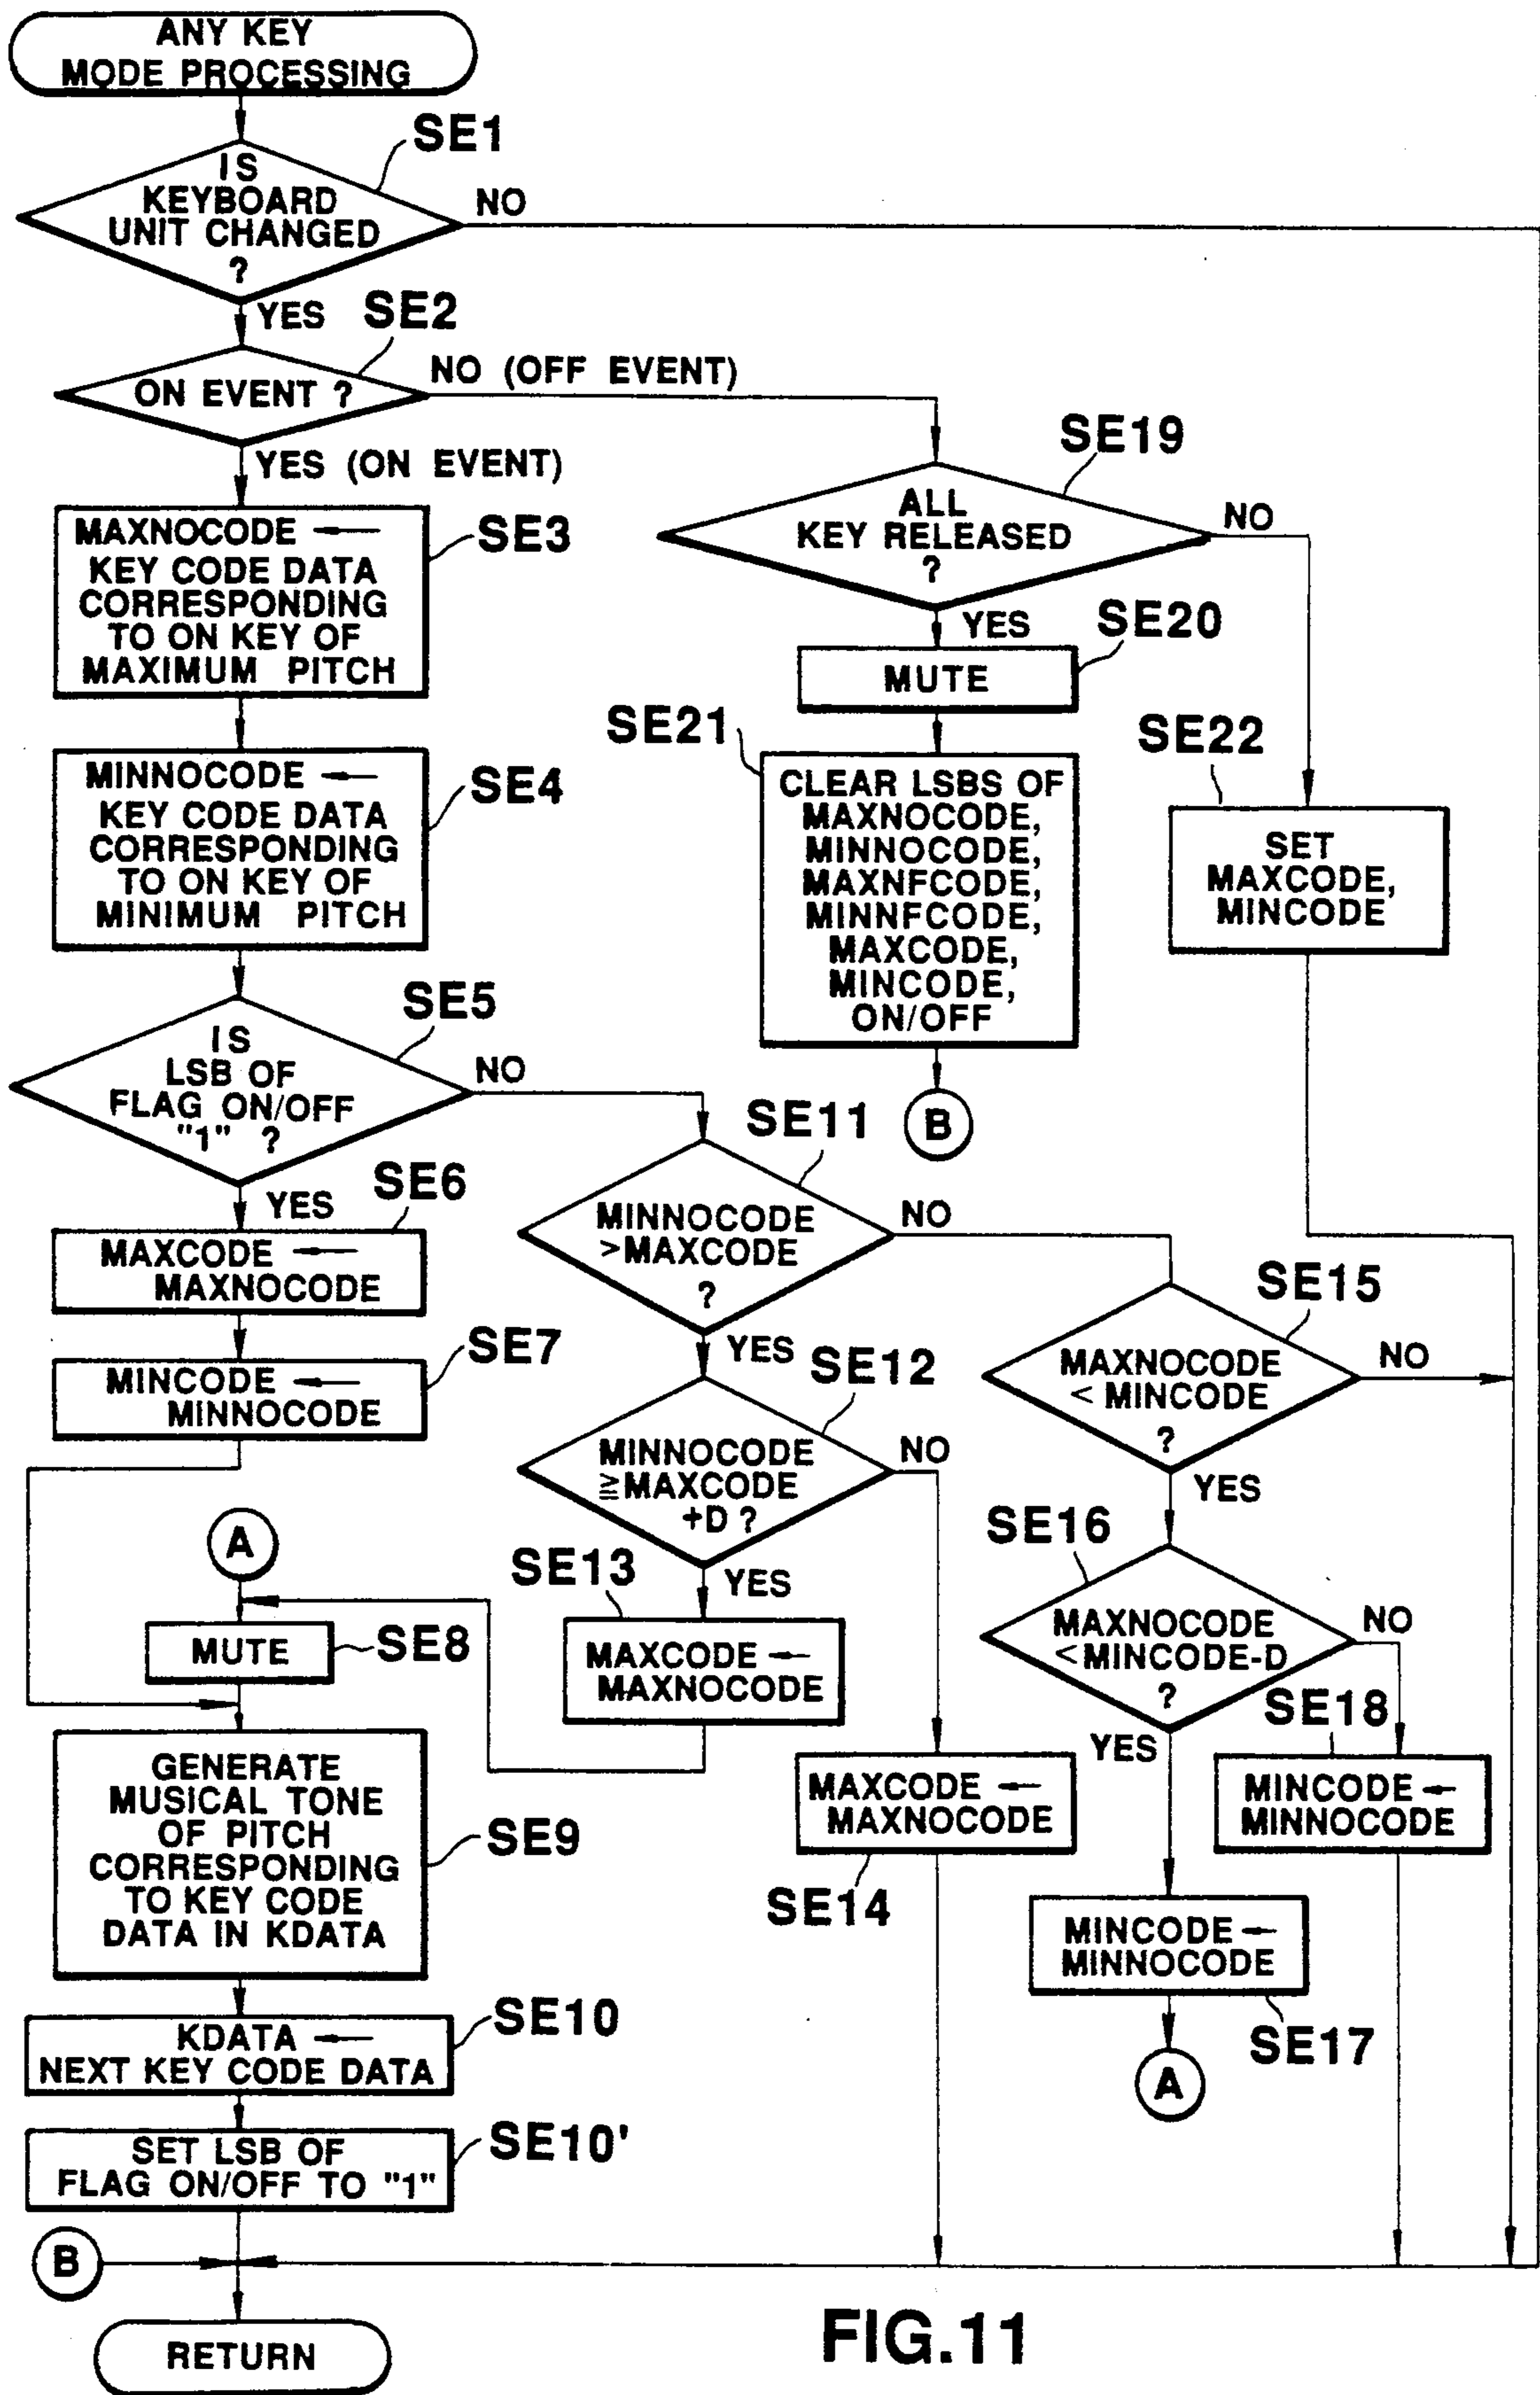 ANY KEY
MODE PROCESSING
SE1
IS
KEYBOARD
UNIT CHANGED
?
NO
YES
SE2
ON EVENT ?
NO (OFF EVENT)
YES (ON EVENT)
MAXNOCODE ←
KEY CODE DATA
CORRESPONDING
TO ON KEY OF
MAXIMUM PITCH
SE3
MINNOCODE ←
KEY CODE DATA
CORRESPONDING
TO ON KEY OF
MINIMUM PITCH
SE4
SE5
IS
LSB OF
FLAG ON/OFF
"1" ?
NO
YES
SE6
MAXCODE ←
MAXNOCODE
SE7
MINCODE ←
MINNOCODE
A
MUTE
SE8
GENERATE
MUSICAL TONE
OF PITCH
CORRESPONDING
TO KEY CODE
DATA IN KDATA
SE9
KDATA ←
NEXT KEY CODE DATA
SE10
SET LSB OF
FLAG ON/OFF TO "1"
SE10'
B
RETURN
SE19
ALL
KEY RELEASED
?
NO
YES
SE20
MUTE
SE21
CLEAR LSBS OF
MAXNOCODE,
MINNOCODE,
MAXNFCODE,
MINNFCODE,
MAXCODE,
MINCODE,
ON/OFF
B
SE22
SET
MAXCODE,
MINCODE
SE11
MINNOCODE
>MAXCODE
?
NO
YES
SE12
MINNOCODE
≧MAXCODE
+D ?
NO
YES
SE13
MAXCODE ←
MAXNOCODE
MAXCODE ←
MAXNOCODE
SE14
SE15
MAXNOCODE
< MINCODE
?
NO
YES
SE16
MAXNOCODE
<MINCODE-D
?
NO
YES
SE18
MINCODE ←
MINNOCODE
MINCODE ←
MINNOCODE
SE17
A
FIG.11